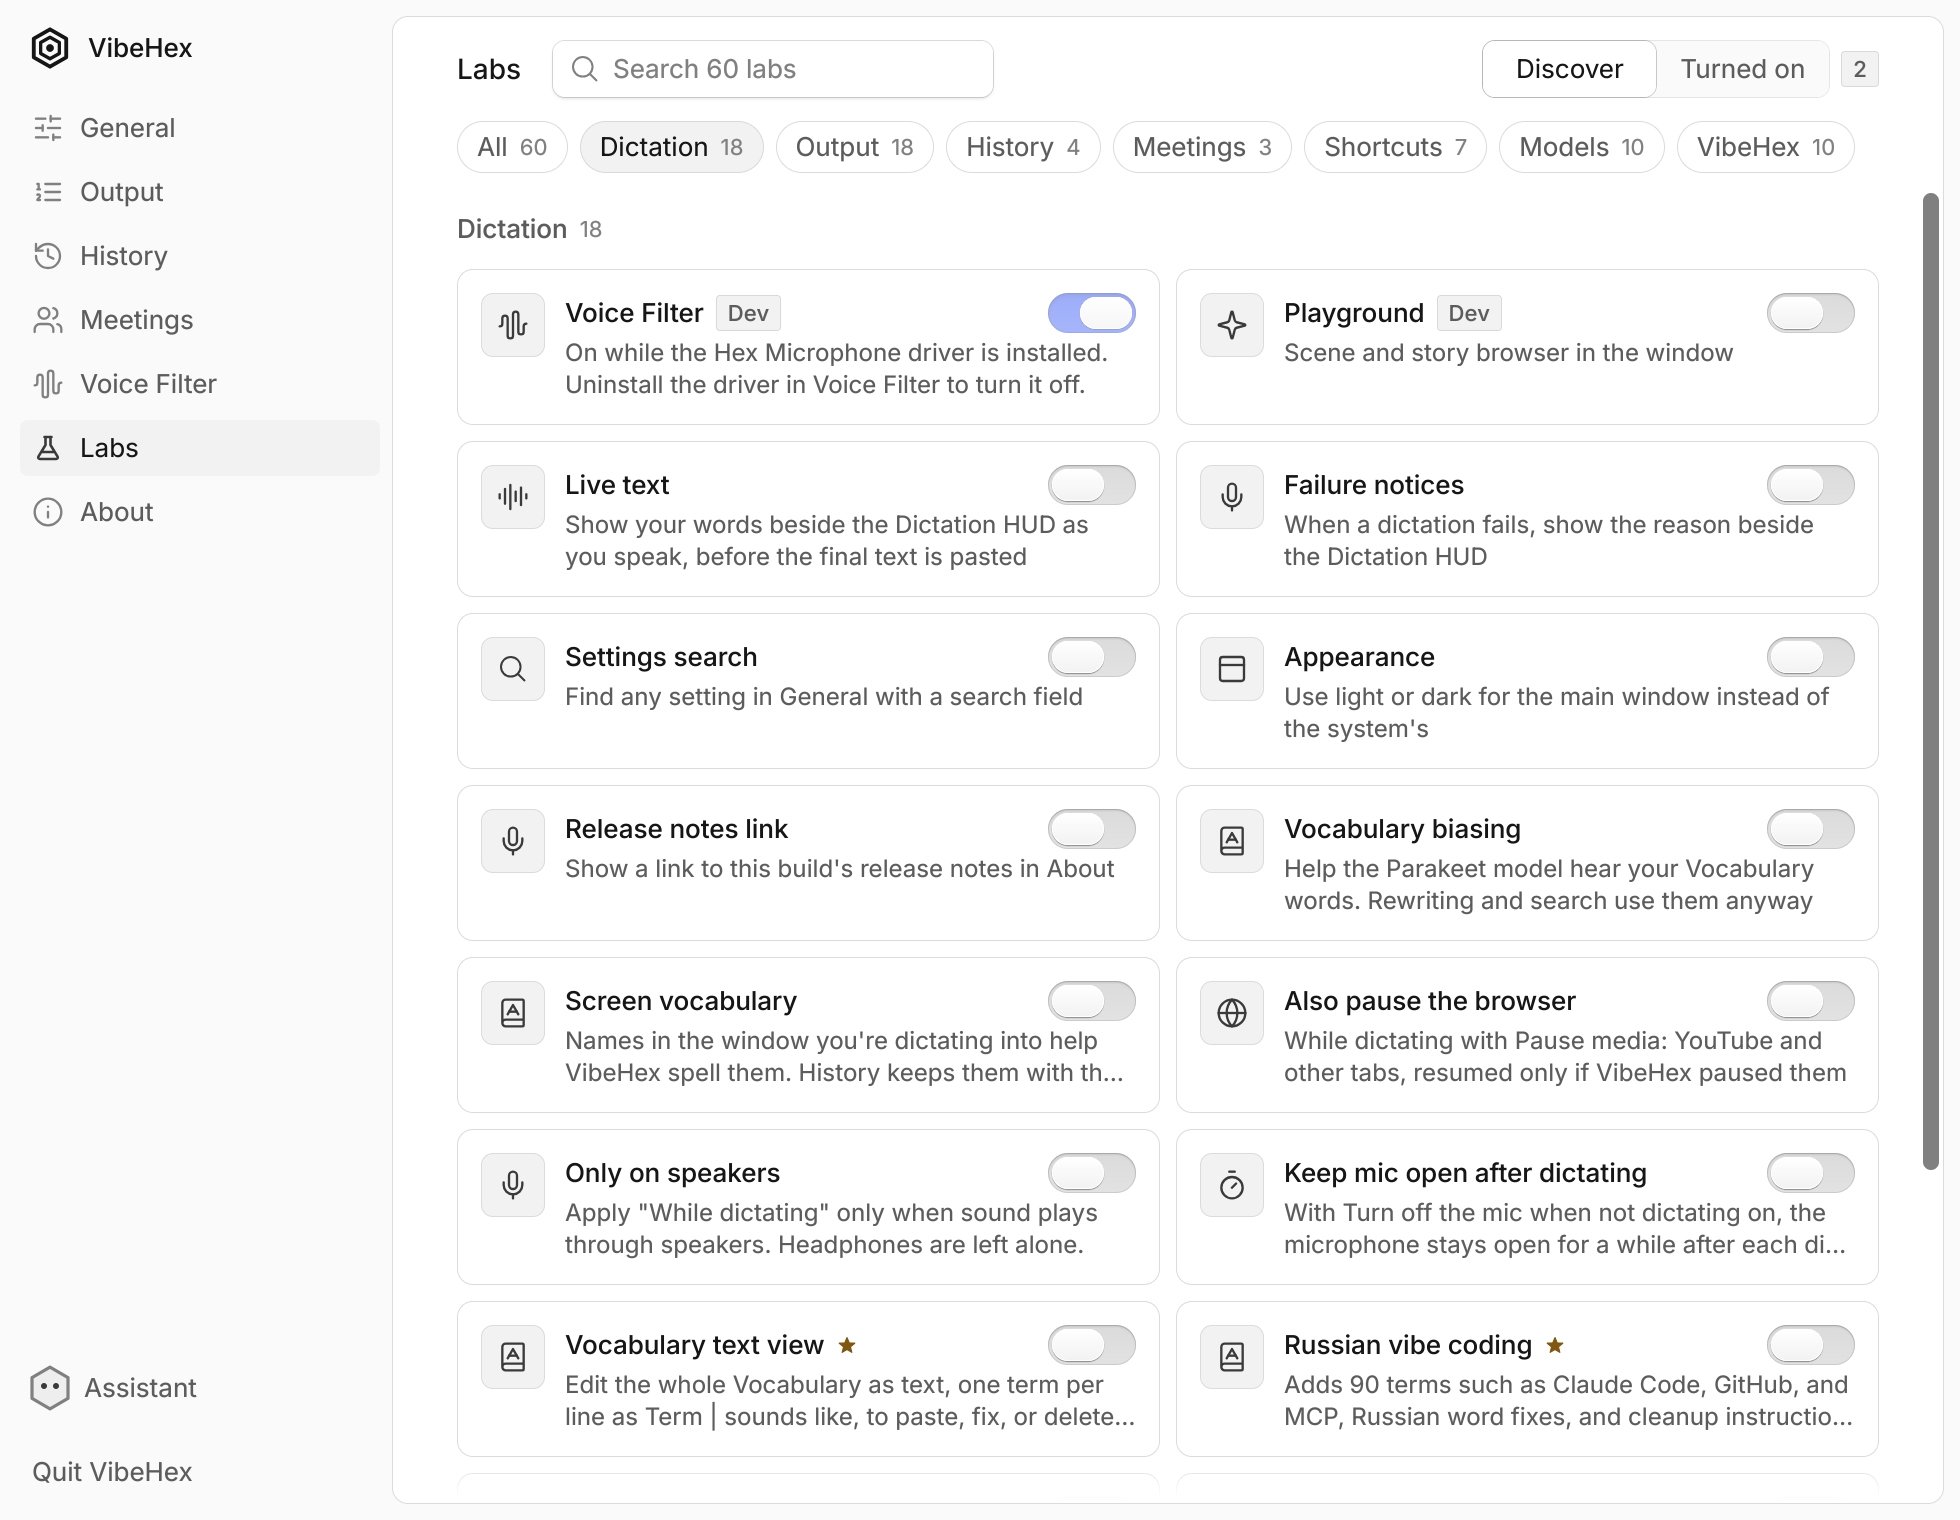 VibeHex
General
Output
History
Meetings
Voice Filter
Labs
About
Assistant
Quit VibeHex
Labs
Search 60 labs
Discover
Turned on
2
All 60
Dictation 18
Output 18
History 4
Meetings 3
Shortcuts 7
Models 10
VibeHex 10
Dictation 18
Voice Filter Dev
On while the Hex Microphone driver is installed.
Uninstall the driver in Voice Filter to turn it off.
Playground Dev
Scene and story browser in the window
Live text
Show your words beside the Dictation HUD as
you speak, before the final text is pasted
Failure notices
When a dictation fails, show the reason beside
the Dictation HUD
Settings search
Find any setting in General with a search field
Appearance
Use light or dark for the main window instead of
the system's
Release notes link
Show a link to this build's release notes in About
Vocabulary biasing
Help the Parakeet model hear your Vocabulary
words. Rewriting and search use them anyway
Screen vocabulary
Names in the window you're dictating into help
VibeHex spell them. History keeps them with th...
Also pause the browser
While dictating with Pause media: YouTube and
other tabs, resumed only if VibeHex paused them
Only on speakers
Apply "While dictating" only when sound plays
through speakers. Headphones are left alone.
Keep mic open after dictating
With Turn off the mic when not dictating on, the
microphone stays open for a while after each di...
Vocabulary text view ★
Edit the whole Vocabulary as text, one term per
line as Term | sounds like, to paste, fix, or delete...
Russian vibe coding ★
Adds 90 terms such as Claude Code, GitHub, and
MCP, Russian word fixes, and cleanup instructio...